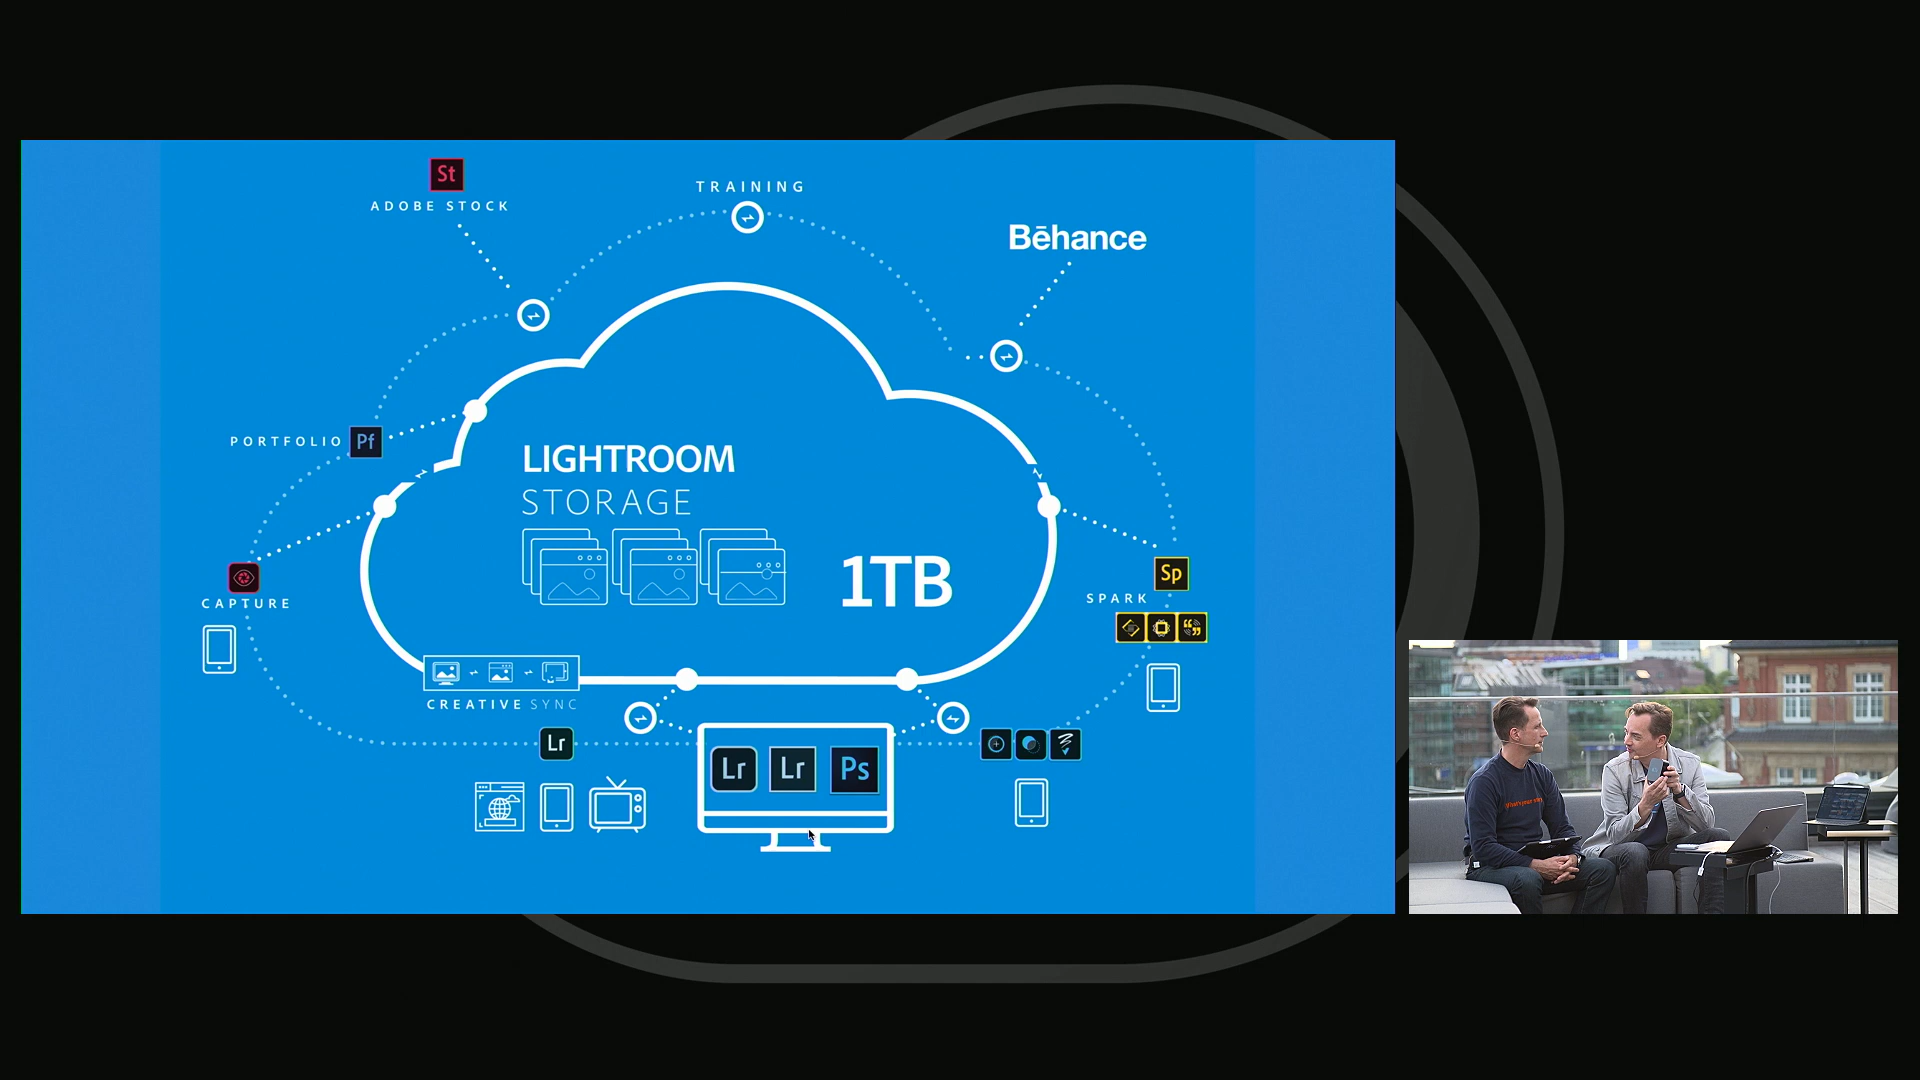 St
ADOBE STOCK
TRAINING
Bēhance
PORTFOLIO Pf
LIGHTROOM
STORAGE
1TB
CAPTURE
Sp
SPARK
CREATIVE SYNC
Lr
Lr Lr Ps